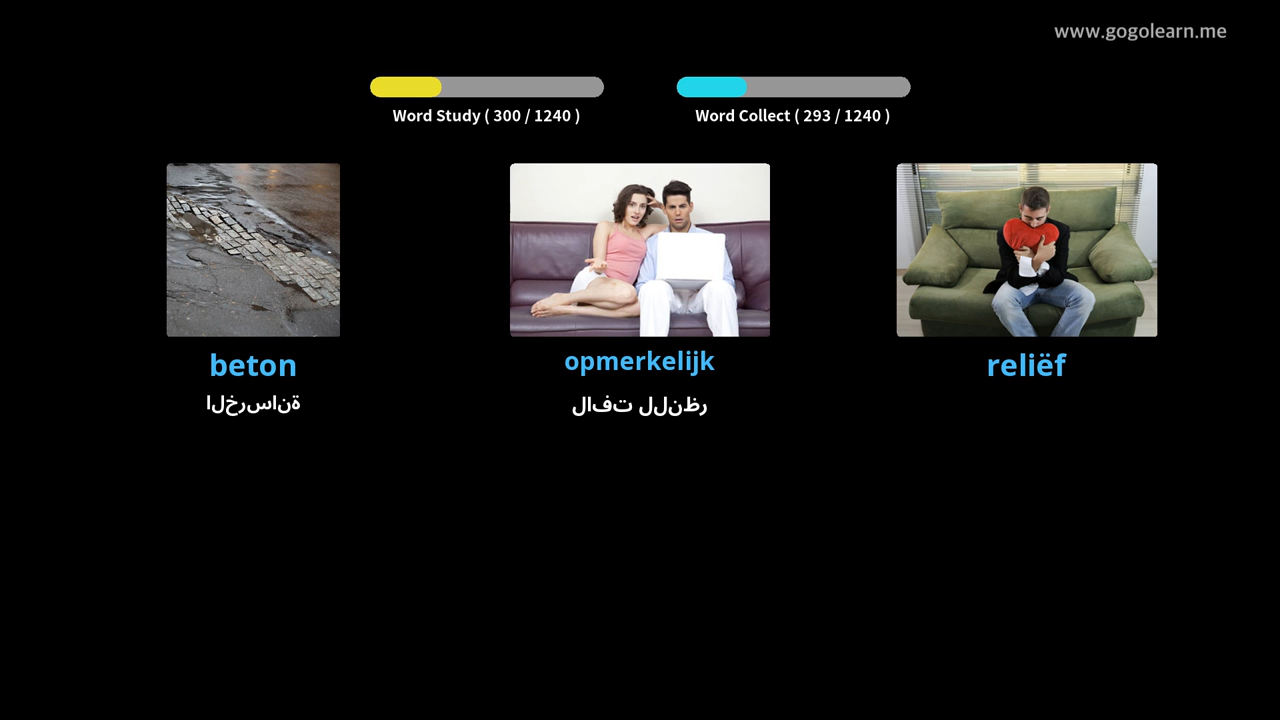 www.gogolearn.me
Word Study ( 300 / 1240 )
Word Collect ( 293 / 1240 )
beton
opmerkelijk
reliëf
الخرسانة
لافت للنظر